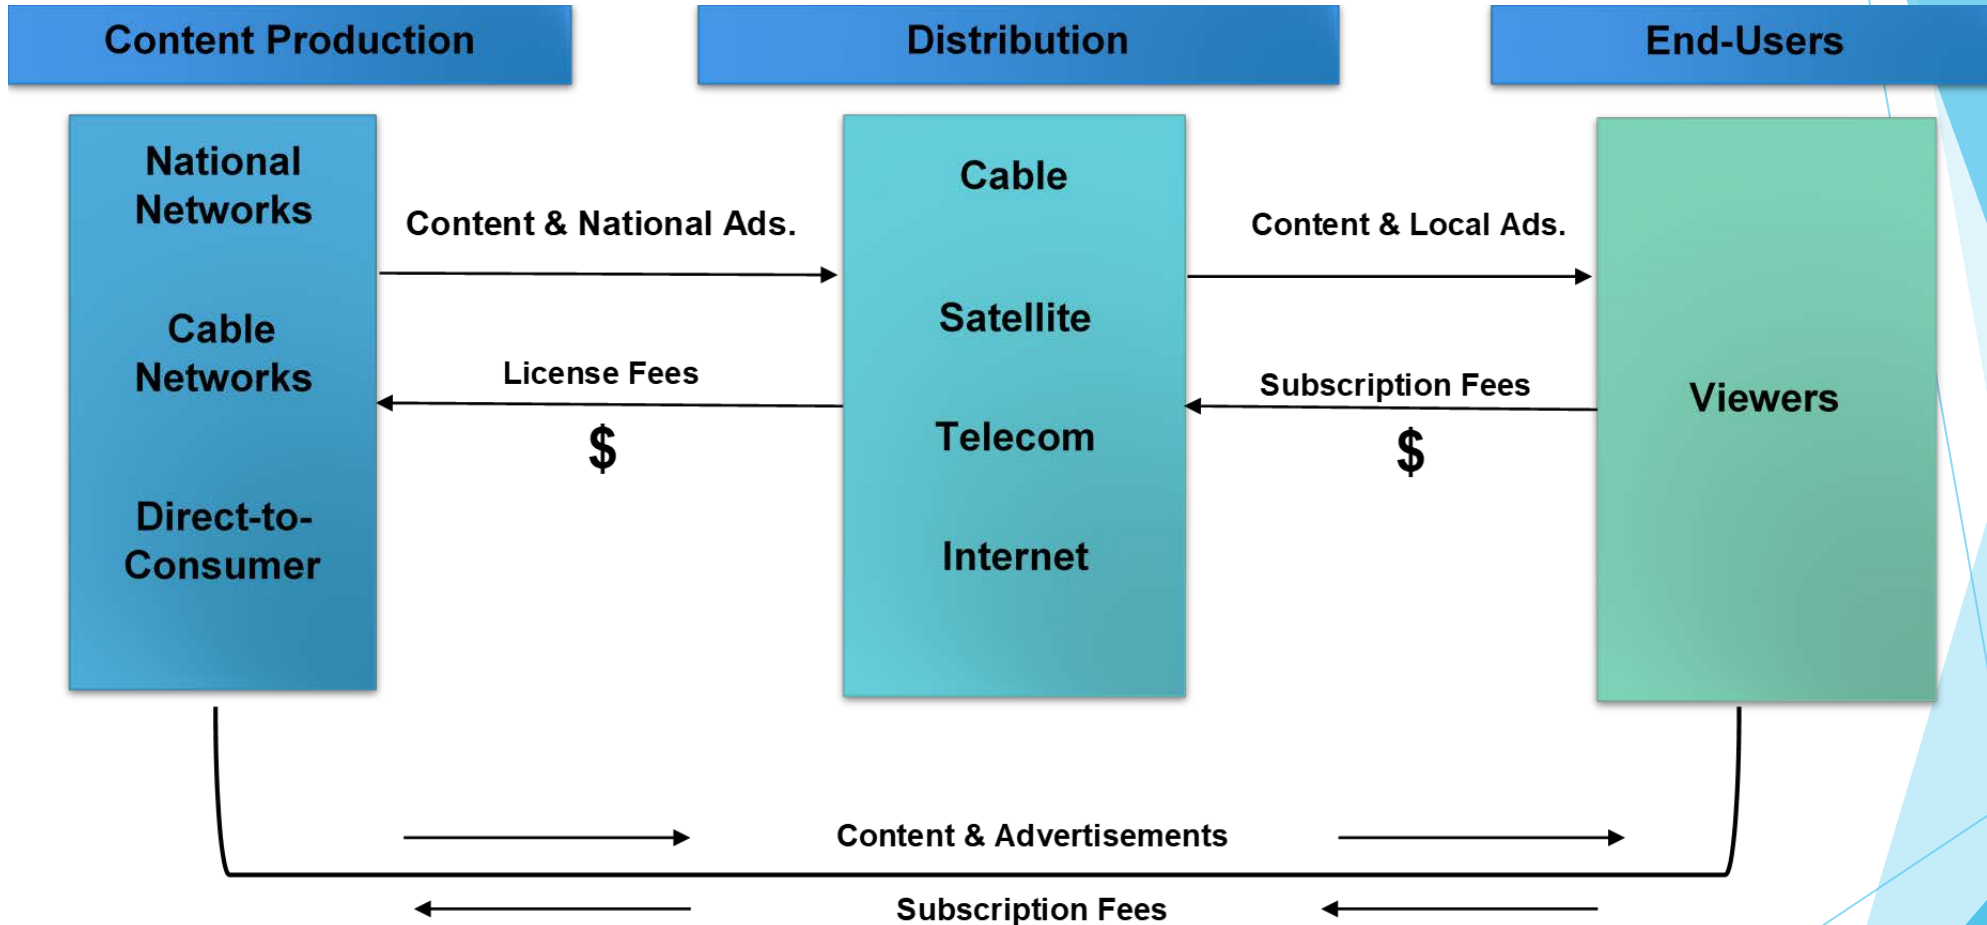 Content Production
Distribution
End-Users
National
Networks
Cable
Networks
Direct-to-
Consumer
Content & National Ads.
License Fees
$
Cable
Satellite
Telecom
Internet
Content & Local Ads.
Subscription Fees
$
Viewers
Content & Advertisements
Subscription Fees